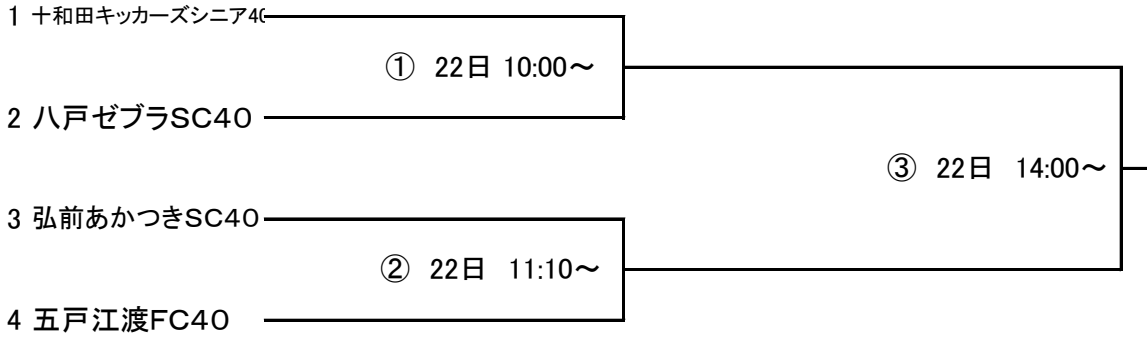 1 十和田キッカーズシニア40
① 22日 10:00～
2 八戸ゼブラSC40
③ 22日 14:00～
3 弘前あかつきSC40
② 22日 11:10～
4 五戸江渡FC40